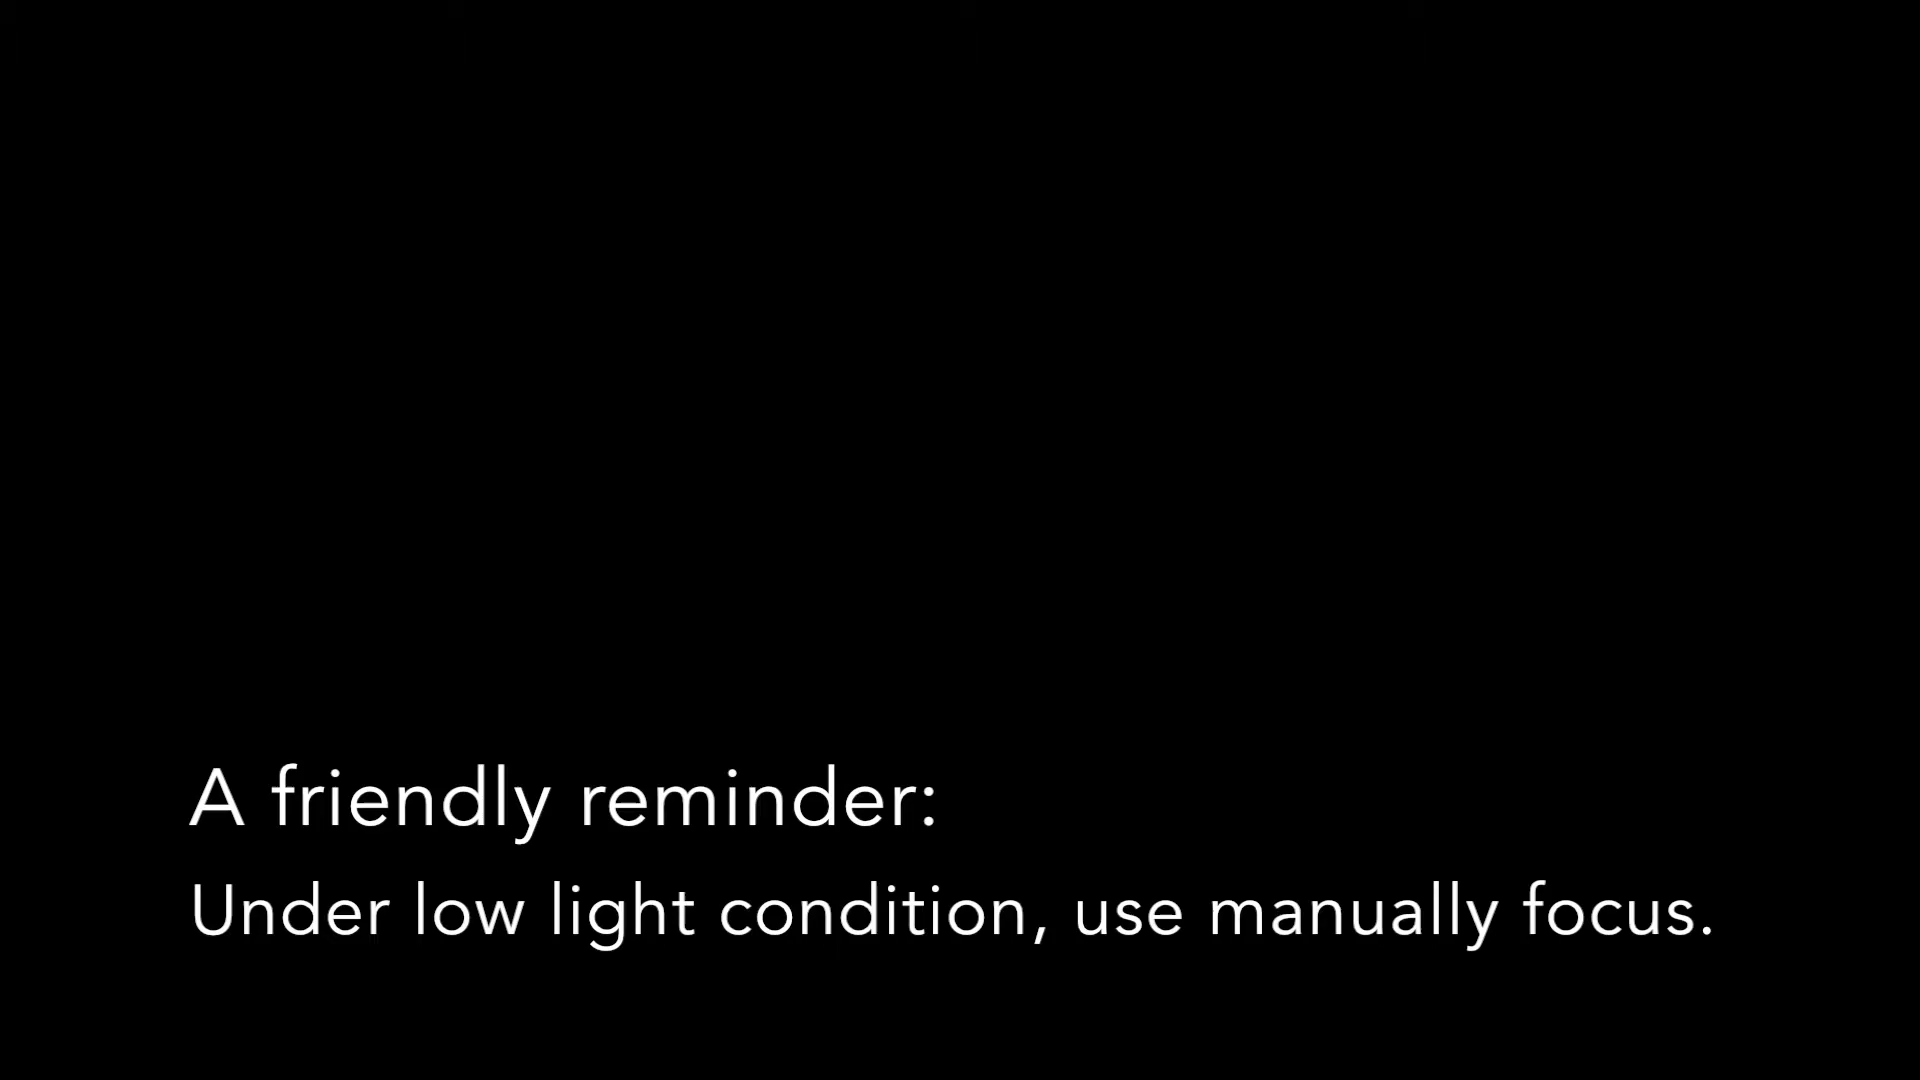 A friendly reminder:
Under low light condition, use manually focus.